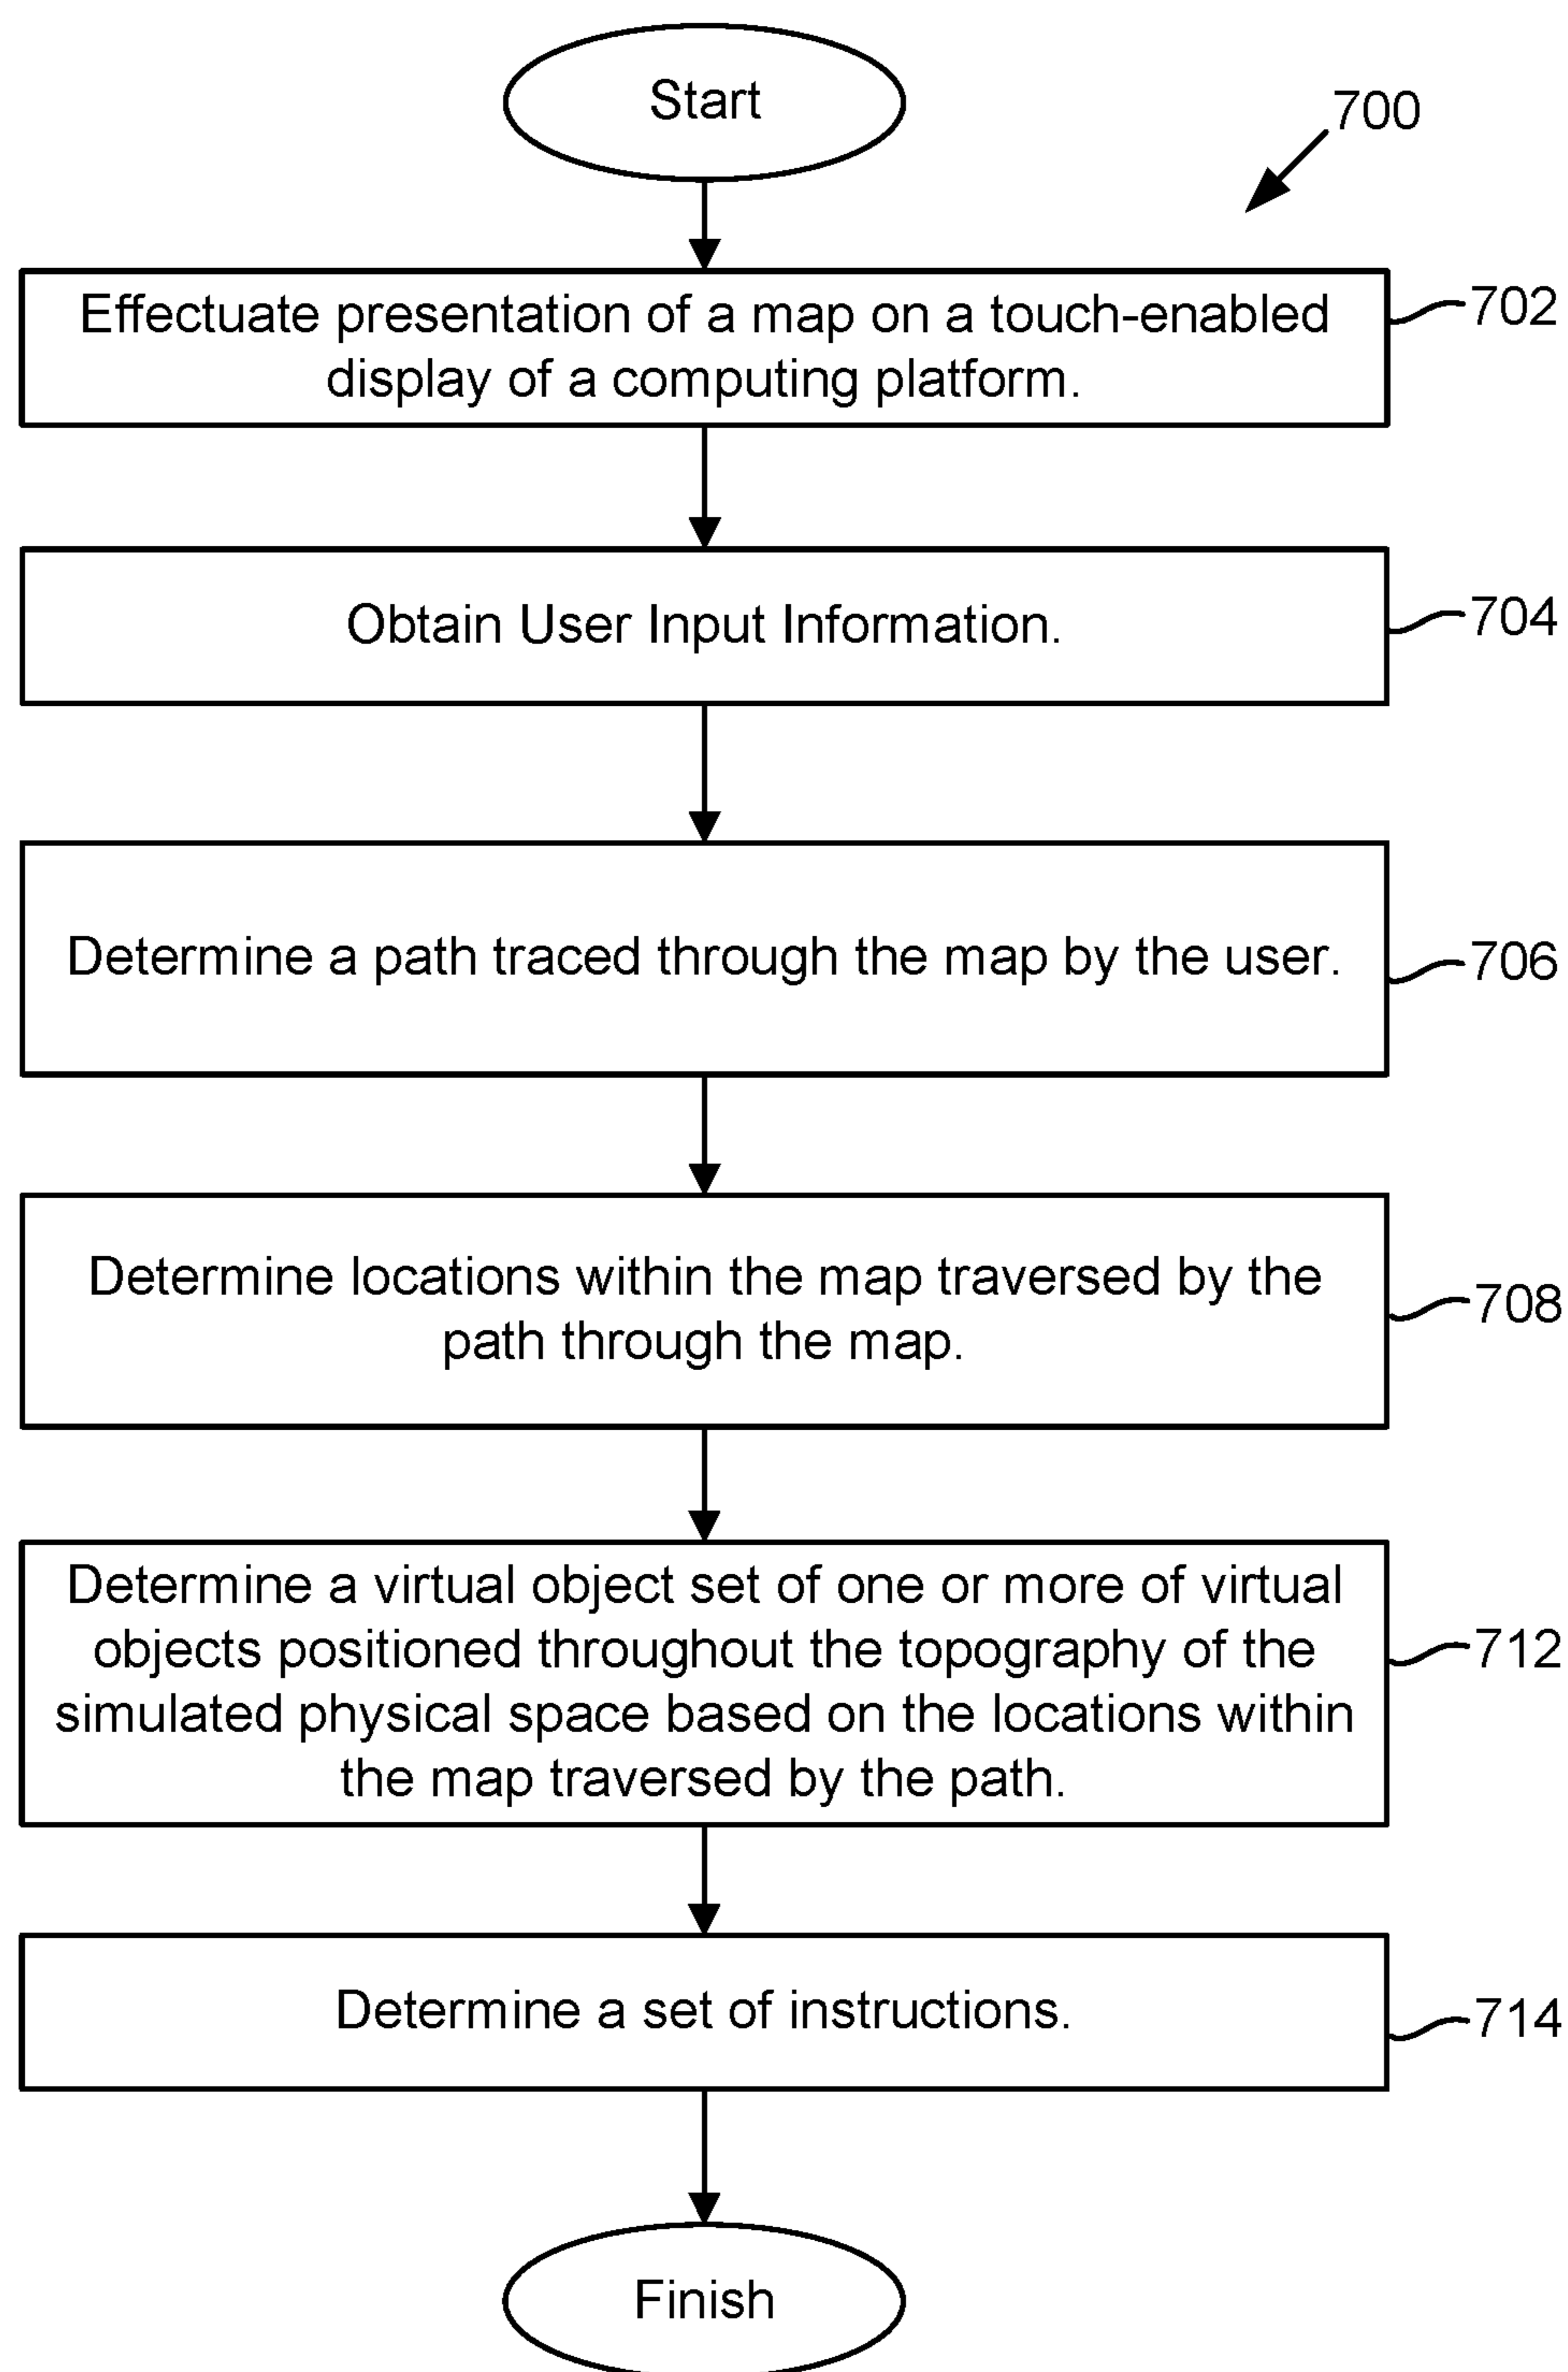 Start
700
Effectuate presentation of a map on a touch-enabled
display of a computing platform.
702
Obtain User Input Information.
704
Determine a path traced through the map by the user.
706
Determine locations within the map traversed by the
path through the map.
708
Determine a virtual object set of one or more of virtual
objects positioned throughout the topography of the
simulated physical space based on the locations within
the map traversed by the path.
712
Determine a set of instructions.
714
Finish